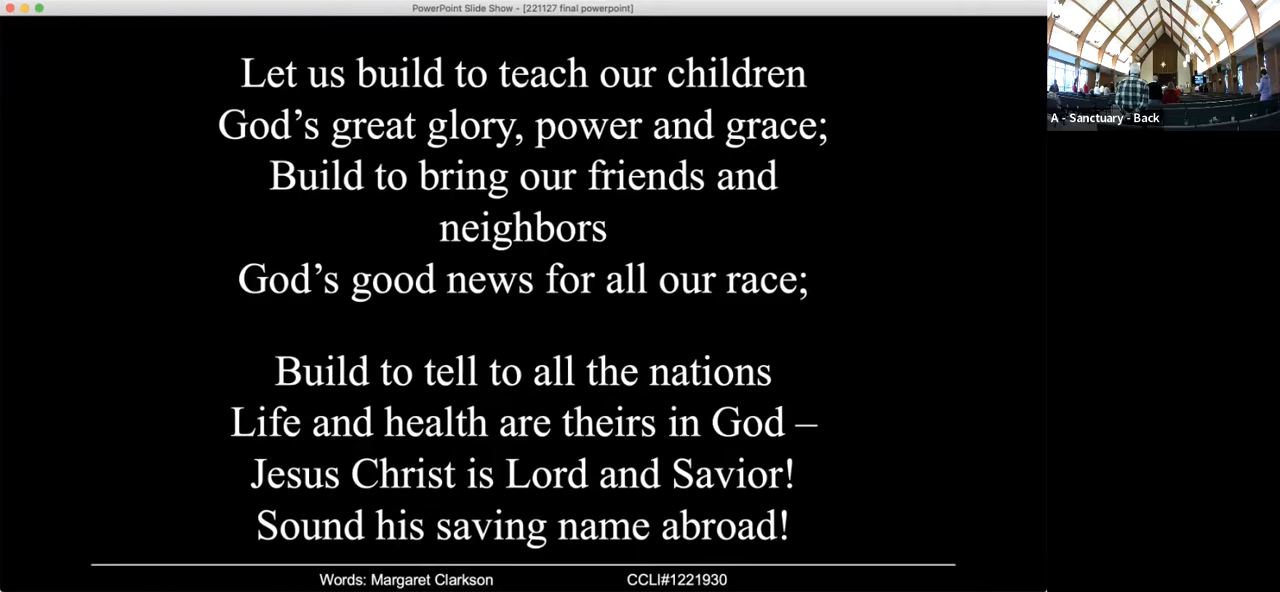 PowerPoint Slide Show - [221127 final powerpoint]
Let us build to teach our children
God’s great glory, power and grace;
Build to bring our friends and
neighbors
God’s good news for all our race;
Build to tell to all the nations
Life and health are theirs in God –
Jesus Christ is Lord and Savior!
Sound his saving name abroad!
Words: Margaret Clarkson
CCLI#1221930
A - Sanctuary - Back